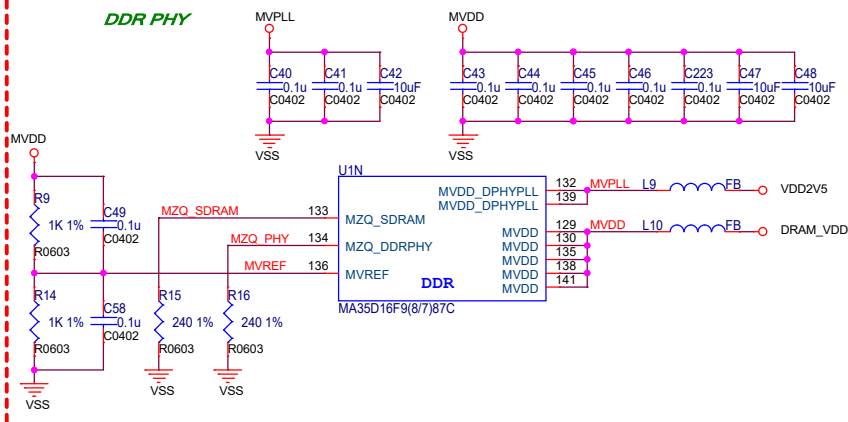 DDR PHY
MVPLL
MVDD
C40
0.1u
C0402
C41
0.1u
C0402
C42
10uF
C0402
C43
0.1u
C0402
C44
0.1u
C0402
C45
0.1u
C0402
C46
0.1u
C0402
C223
0.1u
C0402
C47
10uF
C0402
C48
10uF
C0402
VSS
VSS
MVDD
R9
1K 1%
R0603
C49
0.1u
C0402
R14
1K 1%
R0603
C58
0.1u
C0402
VSS
MZQ_SDRAM
133
MZQ_PHY
134
MVREF
136
R15
240 1%
R0603
VSS
R16
240 1%
R0603
VSS
U1N
MZQ_SDRAM
MZQ_DDRPHY
MVREF
DDR
MVDD_DPHYPLL
MVDD_DPHYPLL
MVDD
MVDD
MVDD
MVDD
MVDD
MA35D16F9(8/7)87C
132
139
129
130
135
138
141
MVPLL
L9
FB
VDD2V5
MVDD
L10
FB
DRAM_VDD